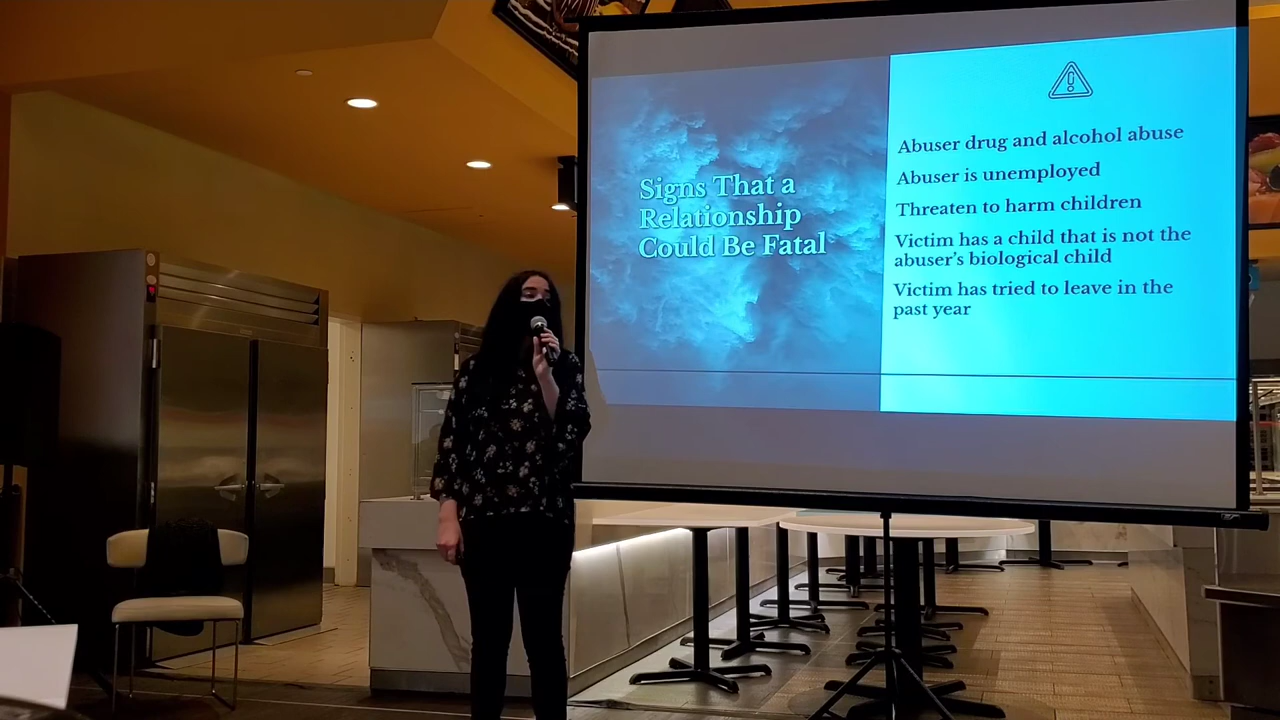 Signs That a
Relationship
Could Be Fatal
Abuser drug and alcohol abuse
Abuser is unemployed
Threaten to harm children
Victim has a child that is not the
abuser's biological child
Victim has tried to leave in the
past year